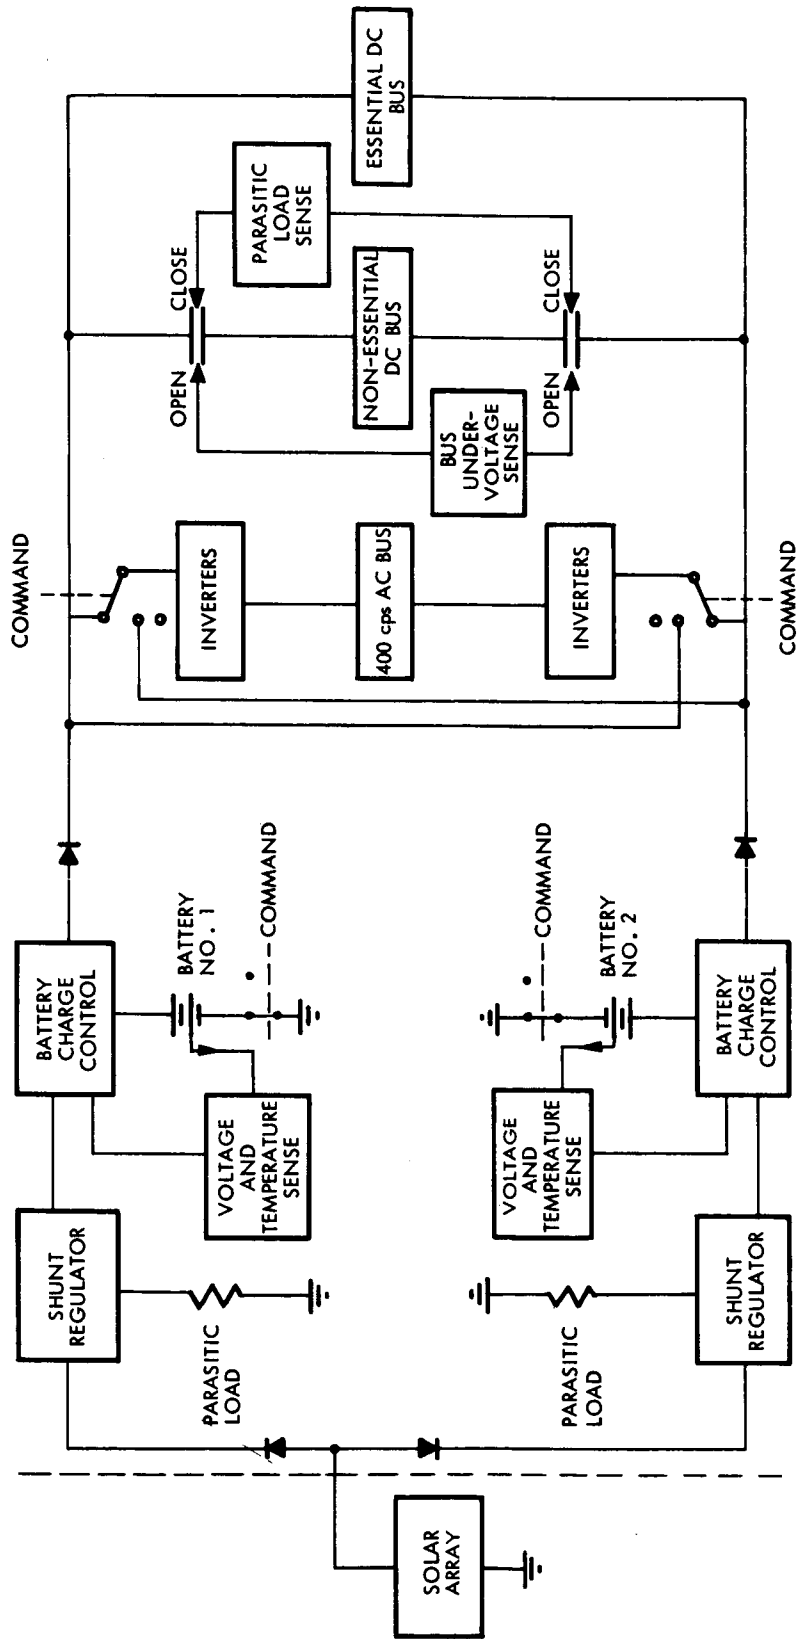 SOLAR
ARRAY
SHUNT
REGULATOR
PARASITIC
LOAD
BATTERY
CHARGE
CONTROL
VOLTAGE
AND
TEMPERATURE
SENSE
BATTERY
NO. 1
COMMAND
PARASITIC
LOAD
SHUNT
REGULATOR
VOLTAGE
AND
TEMPERATURE
SENSE
COMMAND
BATTERY
NO. 2
BATTERY
CHARGE
CONTROL
COMMAND
INVERTERS
400 cps AC BUS
INVERTERS
COMMAND
OPEN
CLOSE
BUS
UNDER-
VOLTAGE
SENSE
NON-ESSENTIAL
DC BUS
PARASITIC
LOAD
SENSE
OPEN
CLOSE
ESSENTIAL DC
BUS